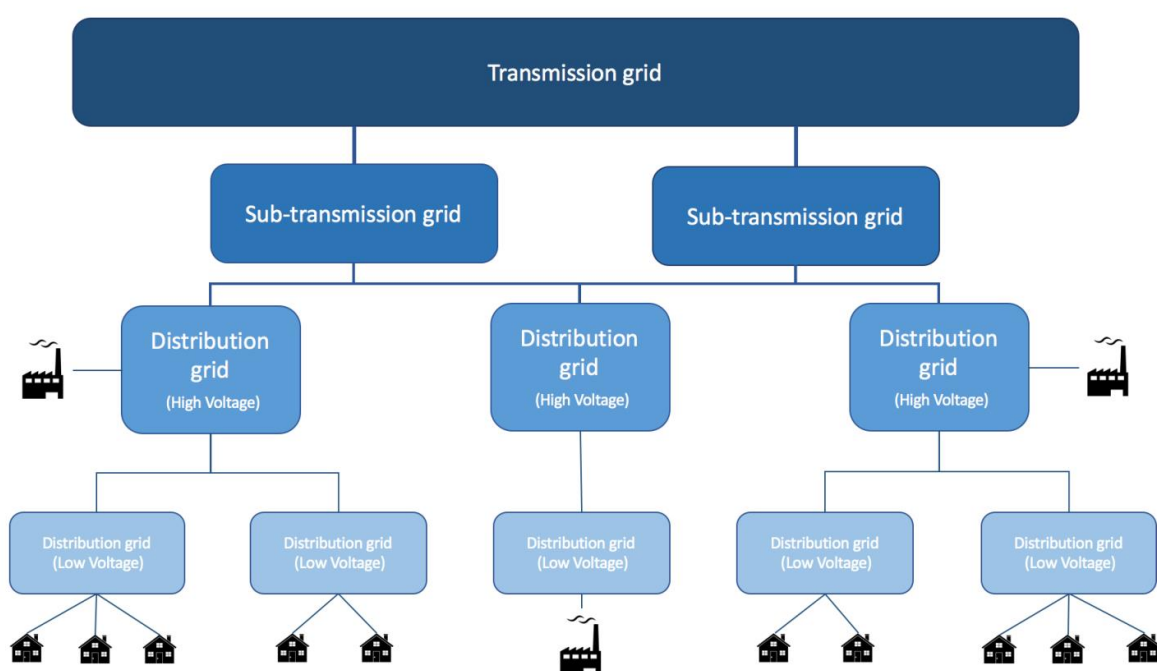 Transmission grid
Sub-transmission grid
Sub-transmission grid
Distribution
grid
(High Voltage)
Distribution
grid
(High Voltage)
Distribution
grid
(High Voltage)
Distribution grid
(Low Voltage)
Distribution grid
(Low Voltage)
Distribution grid
(Low Voltage)
Distribution grid
(Low Voltage)
Distribution grid
(Low Voltage)